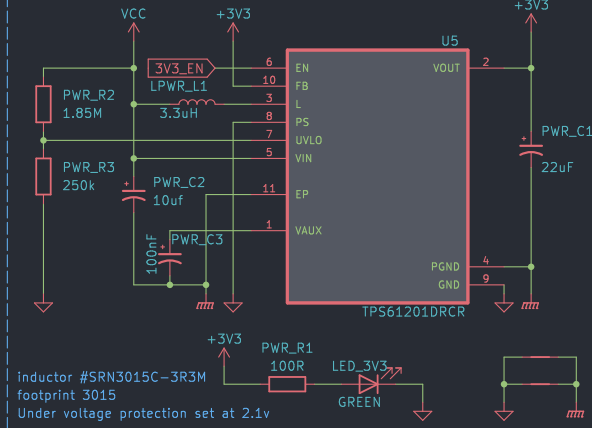 VCC
+3V3
+3V3
U5
3V3_EN
6
EN
VOUT
2
LPWR_L1
10
FB
PWR_R2
1.85M
3
L
3.3uH
8
PS
7
UVLO
PWR_C1
22uF
5
VIN
PWR_R3
250k
PWR_C2
10uf
11
EP
1
VAUX
PWR_C3
100nF
PGND
4
GND
9
TPS61201DRCR
+3V3
PWR_R1
100R
LED_3V3
GREEN
inductor #SRN3015C-3R3M
footprint 3015
Under voltage protection set at 2.1v